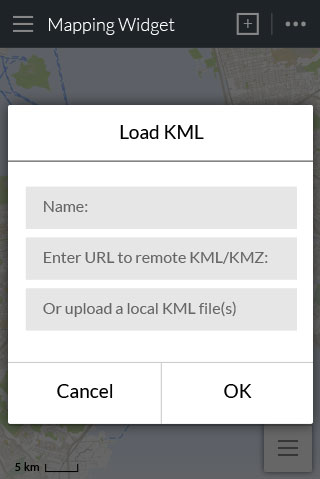 Mapping Widget
Load KML
Name:
Enter URL to remote KML/KMZ:
Or upload a local KML file(s)
Cancel
OK
5 km